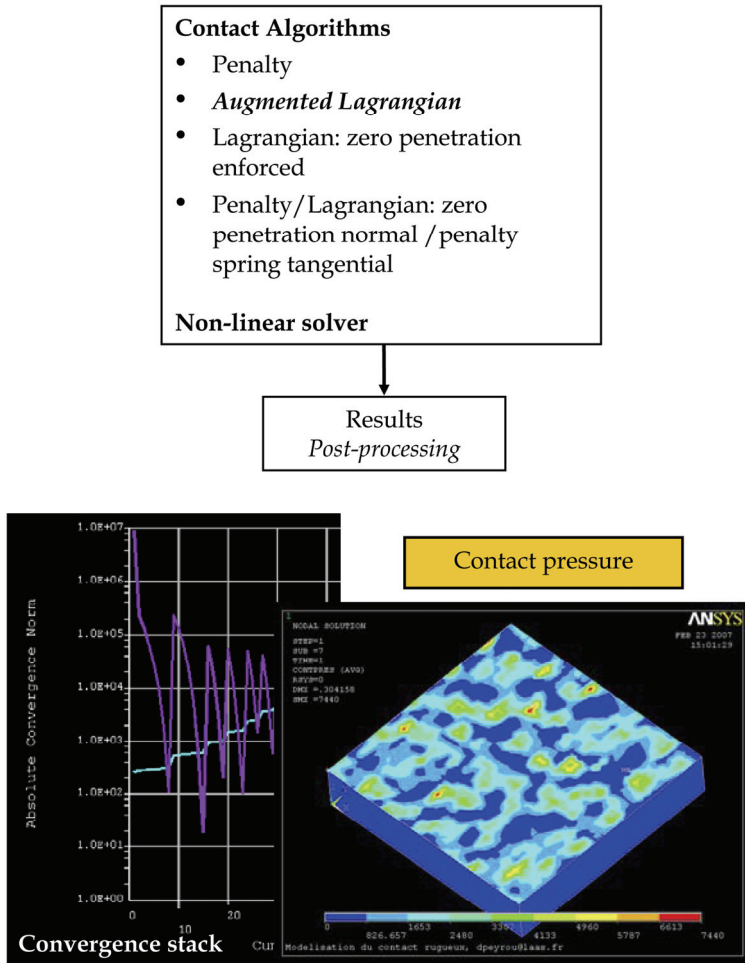 Contact Algorithms
• Penalty
• Augmented Lagrangian
• Lagrangian: zero penetration
enforced
• Penalty/Lagrangian: zero
penetration normal /penalty
spring tangential
Non-linear solver
Results
Post-processing
Contact pressure
Absolute Convergence Norm
1.0E+07
1.0E+06
1.0E+05
1.0E+04
1.0E+03
1.0E+02
1.0E+01
1.0E+00
0
10
20
Cur
Convergence stack
1
NODAL SOLUTION
STEP=1
SUB =7
TIME=1
CONTPRES (AVG)
RSYS=0
DMX =.304158
SMX =7440
ANSYS
FEB 23 2007
15:01:29
0
826.657
1653
2480
3307
4133
4960
5787
6613
7440
Modelisation du contact rugueux, dpeyrou@laas.fr